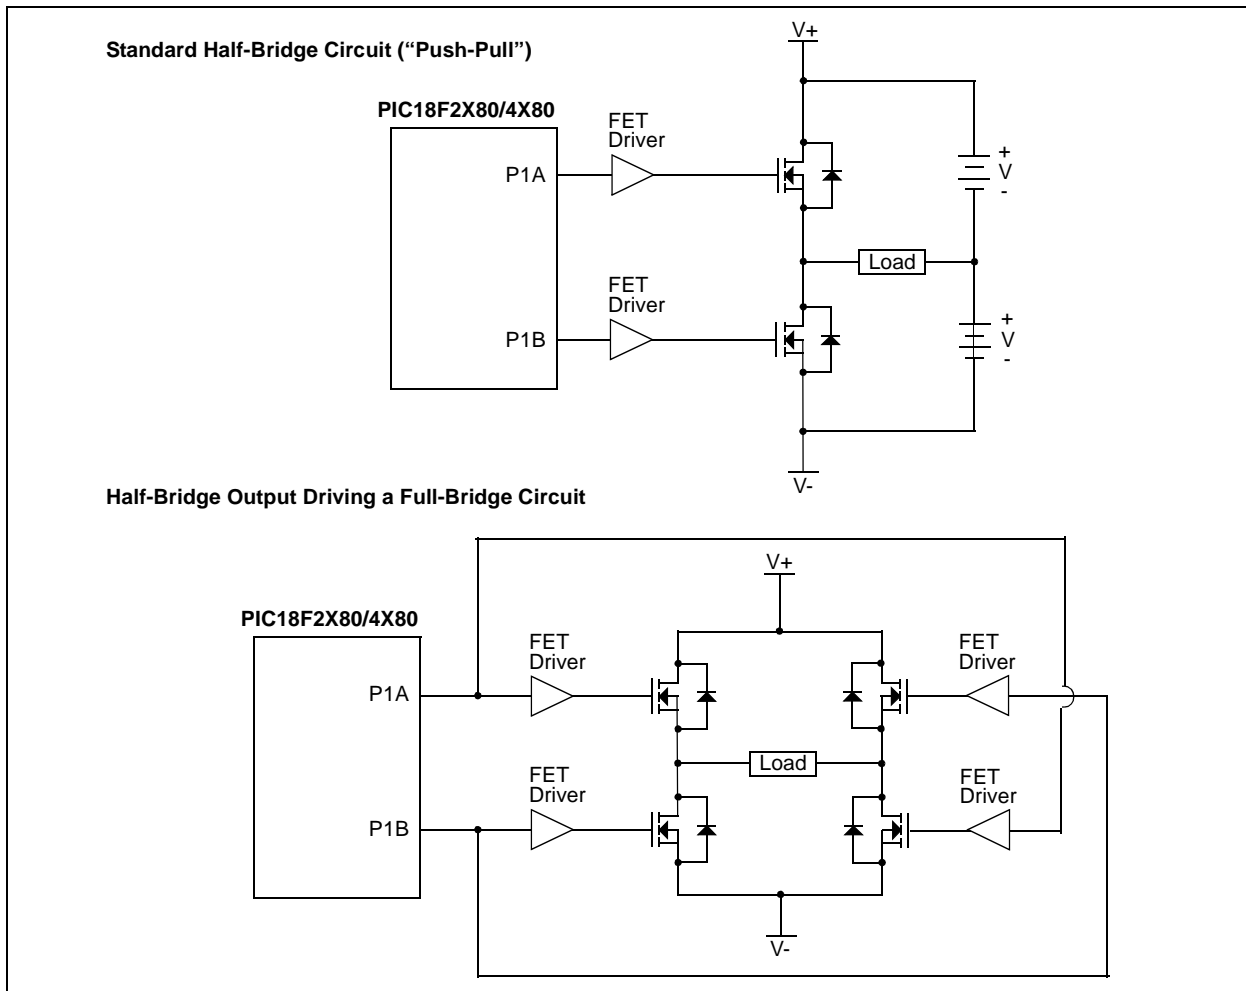 V+
Standard Half-Bridge Circuit (“Push-Pull”)
PIC18F2X80/4X80
FET
Driver
P1A
+
V
-
Load
FET
Driver
P1B
+
V
-
V-
Half-Bridge Output Driving a Full-Bridge Circuit
V+
PIC18F2X80/4X80
FET
Driver
FET
Driver
P1A
Load
FET
Driver
FET
Driver
P1B
V-